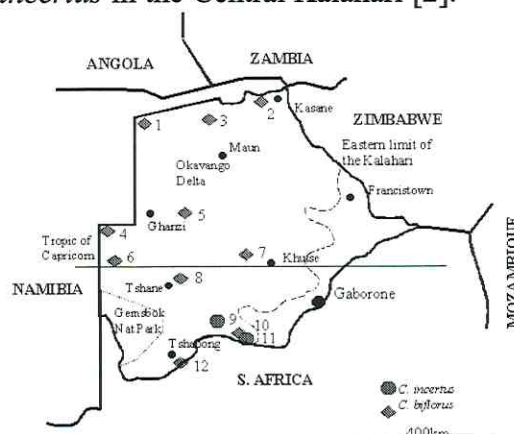 incertus in the Central Kalahari [2].
ANGOLA
ZAMBIA
Kasane
1
3
2
ZIMBABWE
Maun
Eastern limit of
the Kalahari
Okavango
Delta
Francistown
Ghanzi
5
4
Tropic of
Capricorn
6
7
Khutse
MOZAMBIQUE
NAMIBIA
Tshane
8
Gaborone
Gemsbok
Nat Park
9
10
11
Tshabong
12
S. AFRICA
C. incertus
C. biflorus
400km